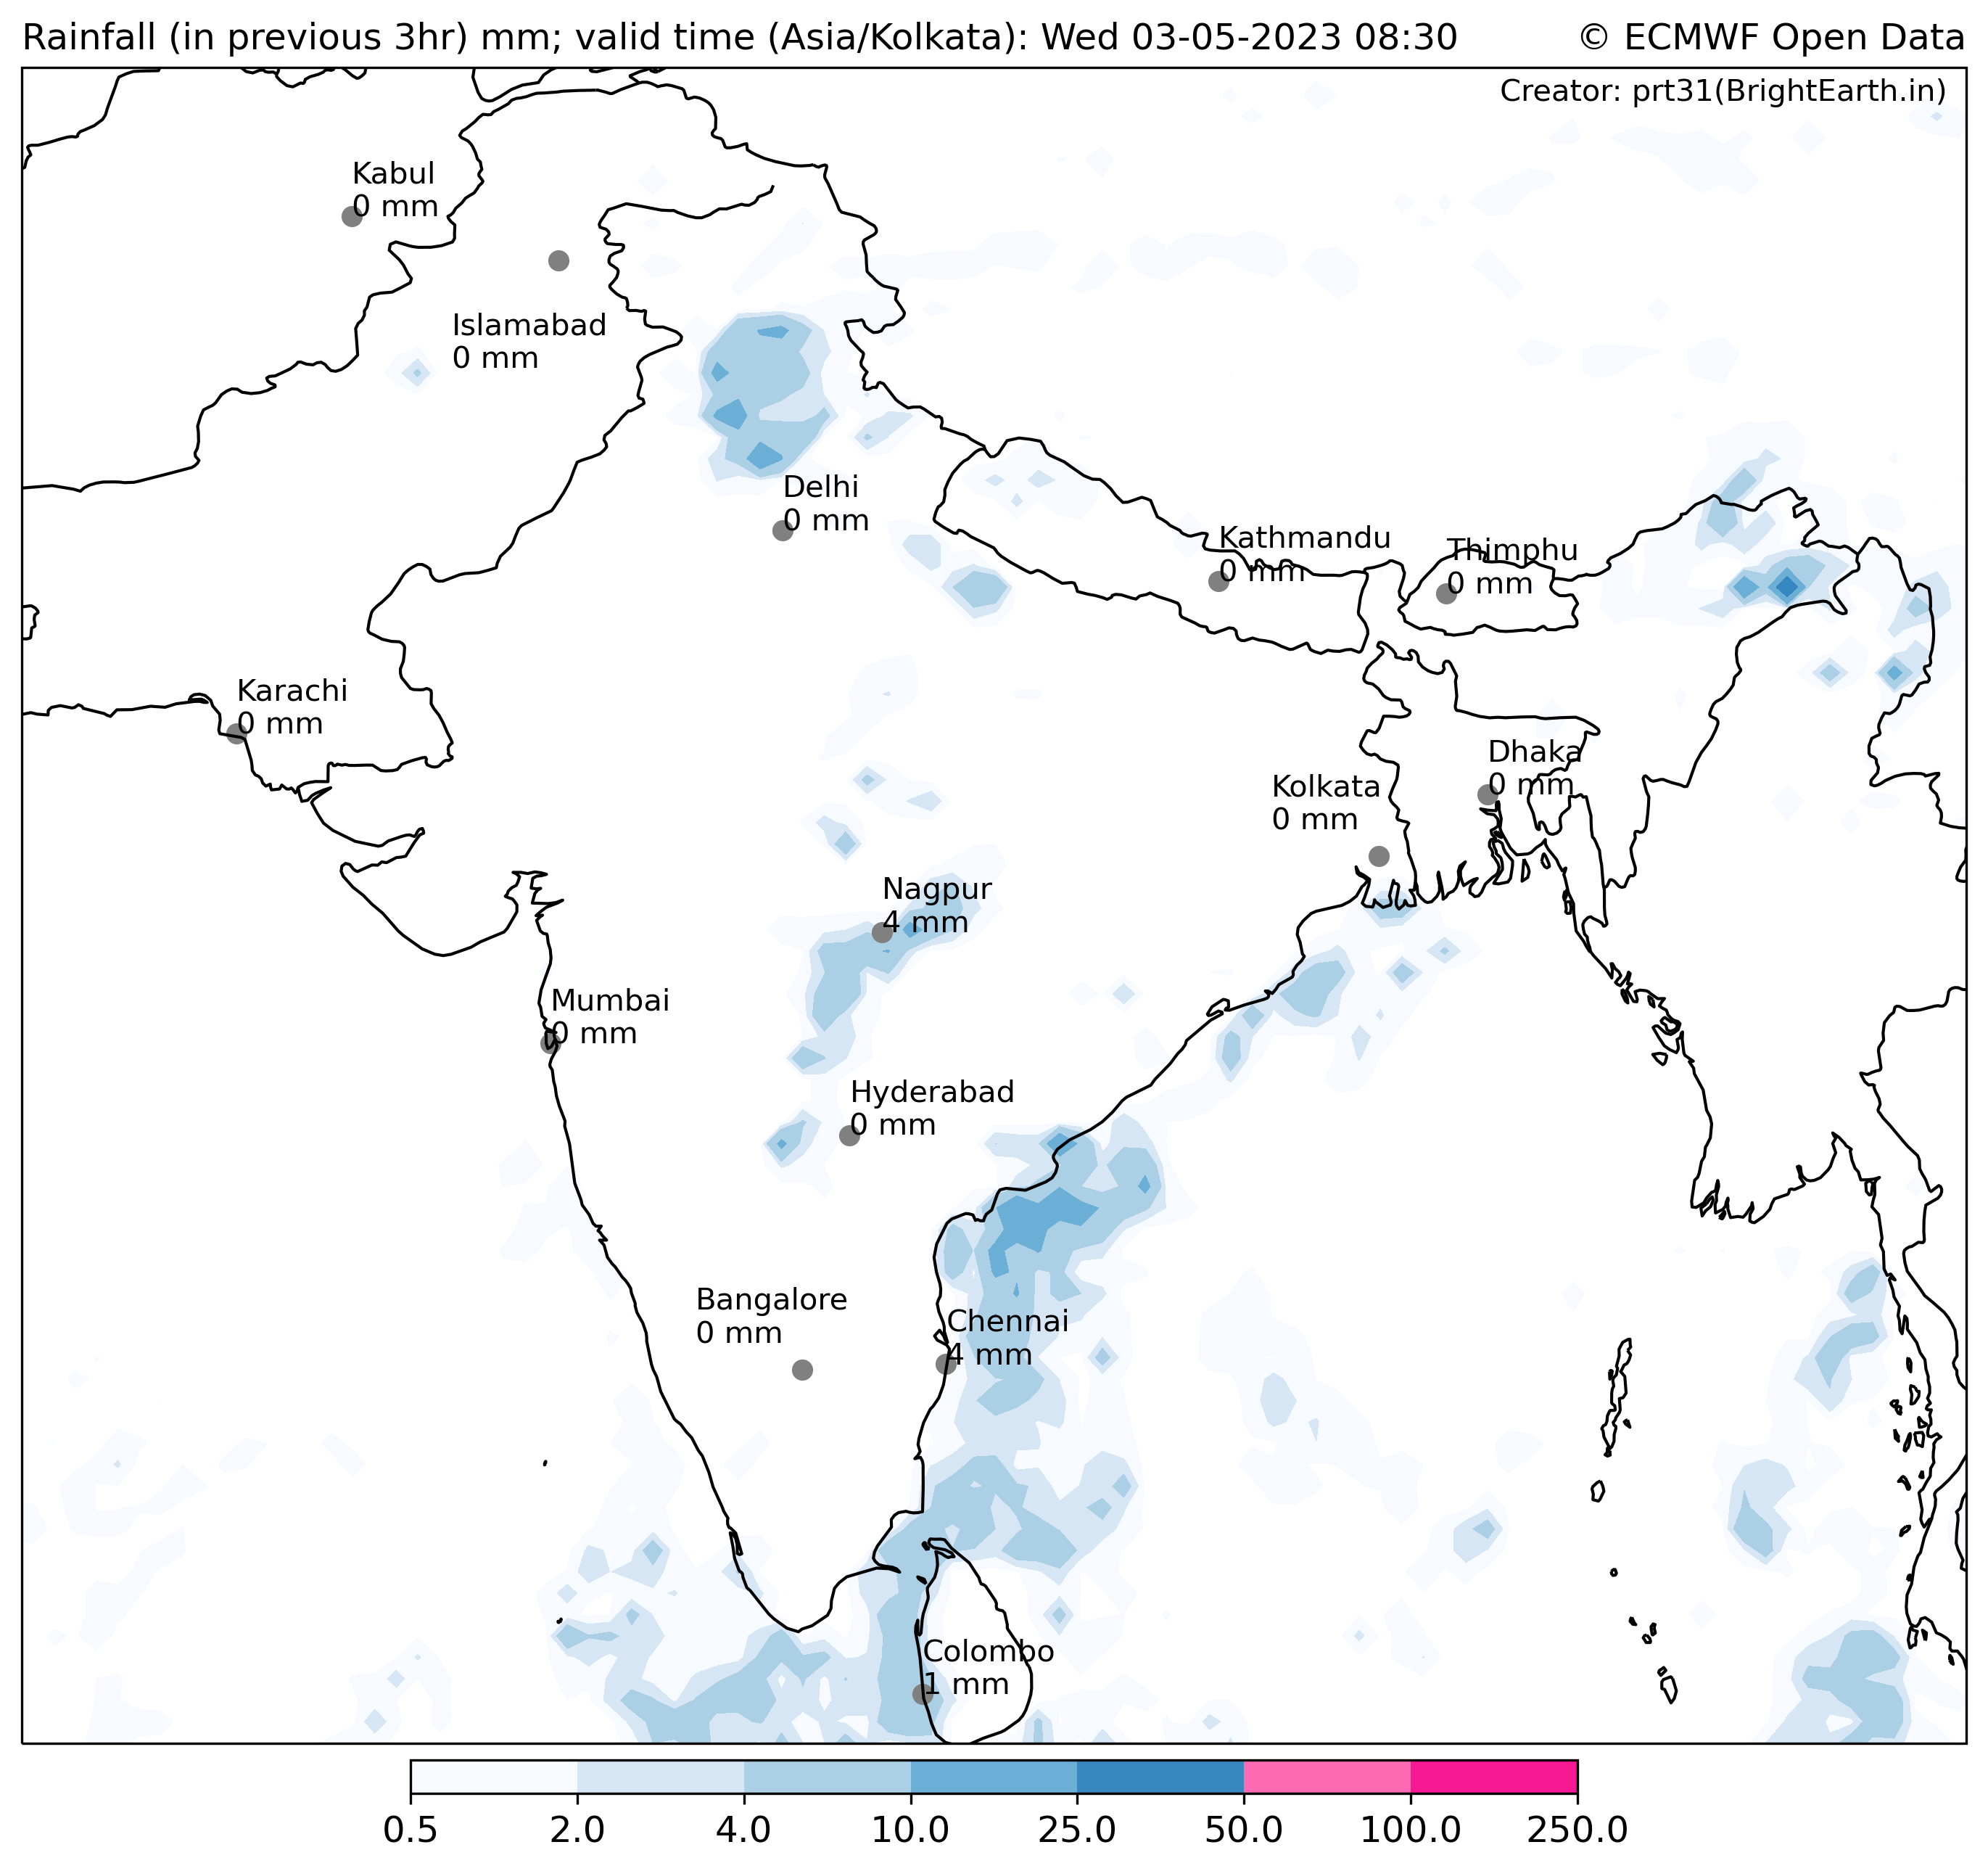 Rainfall (in previous 3hr) mm; valid time (Asia/Kolkata): Wed 03-05-2023 08:30
© ECMWF Open Data
Creator: prt31(BrightEarth.in)
Kabul
0 mm
Islamabad
0 mm
Delhi
0 mm
Kathmandu
0 mm
Thimphu
0 mm
Karachi
0 mm
Dhaka
0 mm
Kolkata
0 mm
Nagpur
4 mm
Mumbai
0 mm
Hyderabad
0 mm
Bangalore
0 mm
Chennai
4 mm
Colombo
1 mm
0.5 2.0 4.0 10.0 25.0 50.0 100.0 250.0